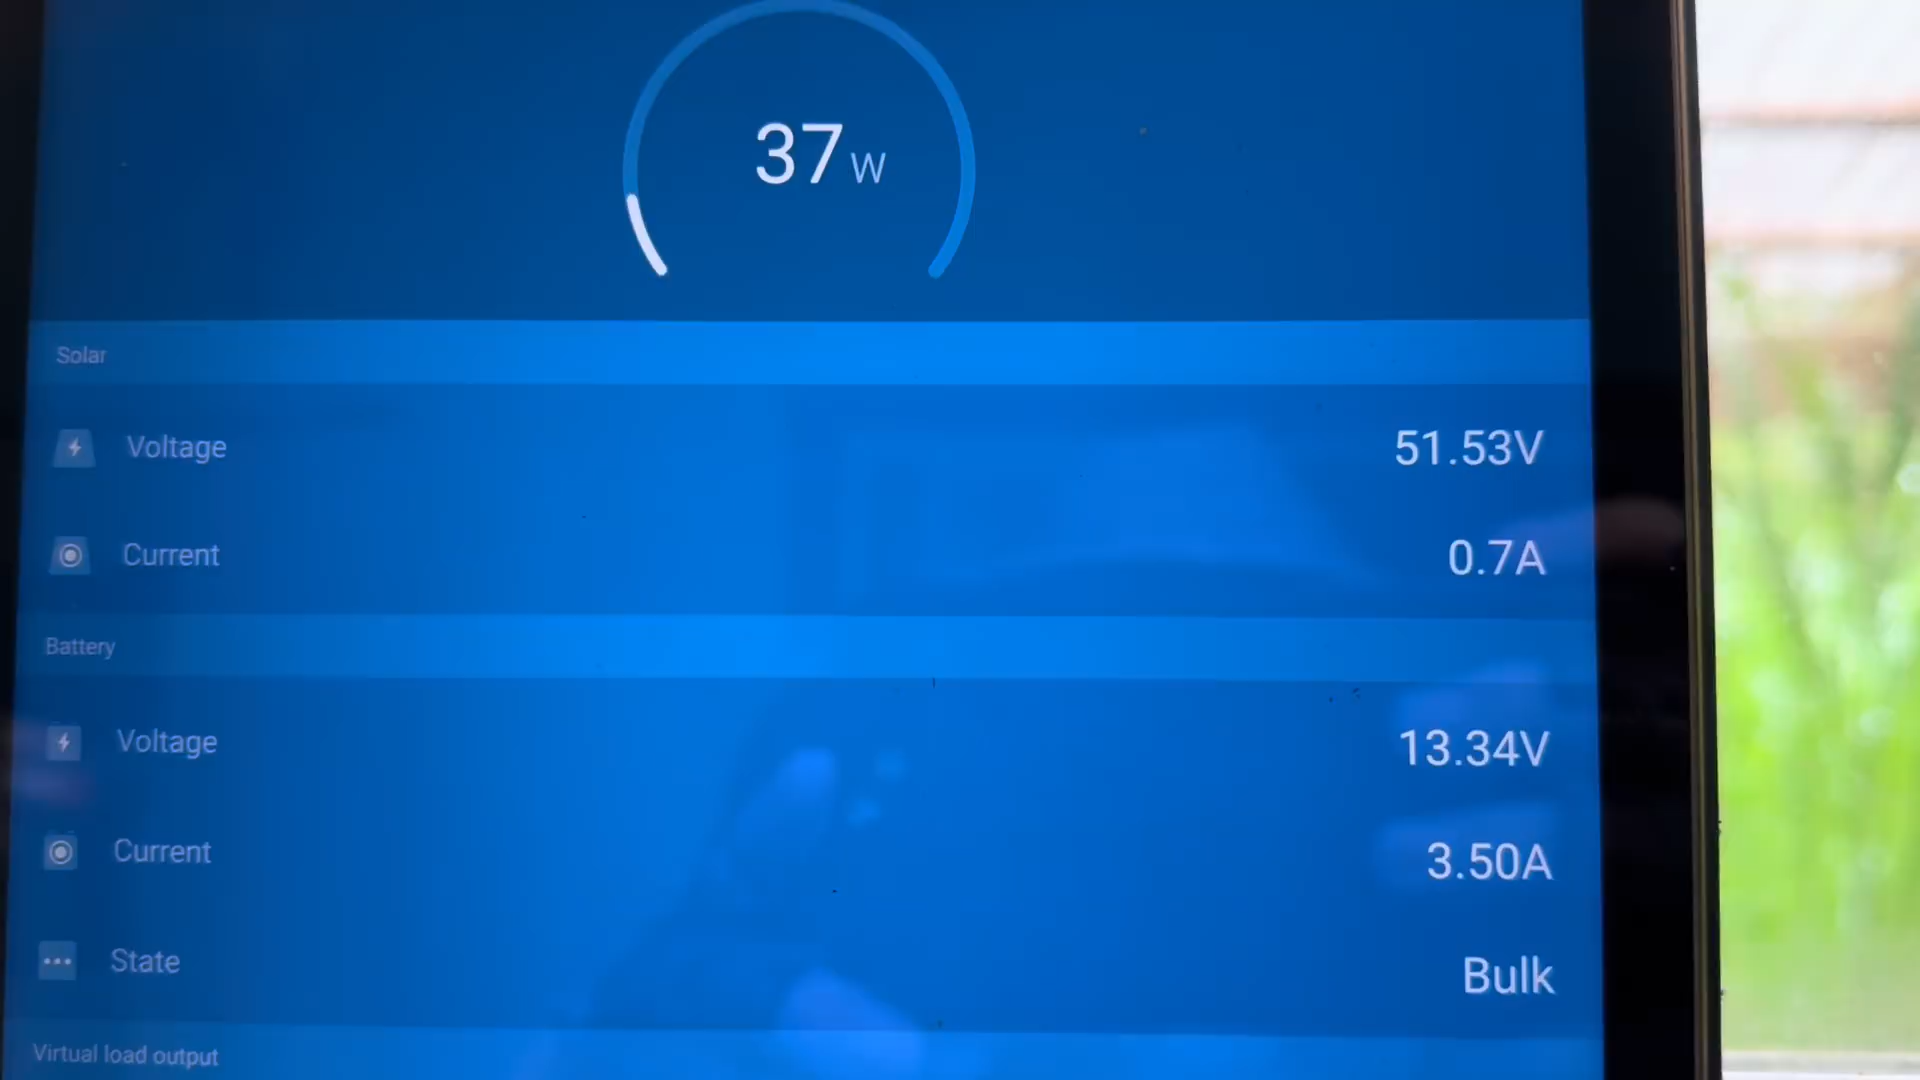 37W
Solar
Voltage 51.53V
Current 0.7A
Battery
Voltage 13.34V
Current 3.50A
State Bulk
Virtual load output